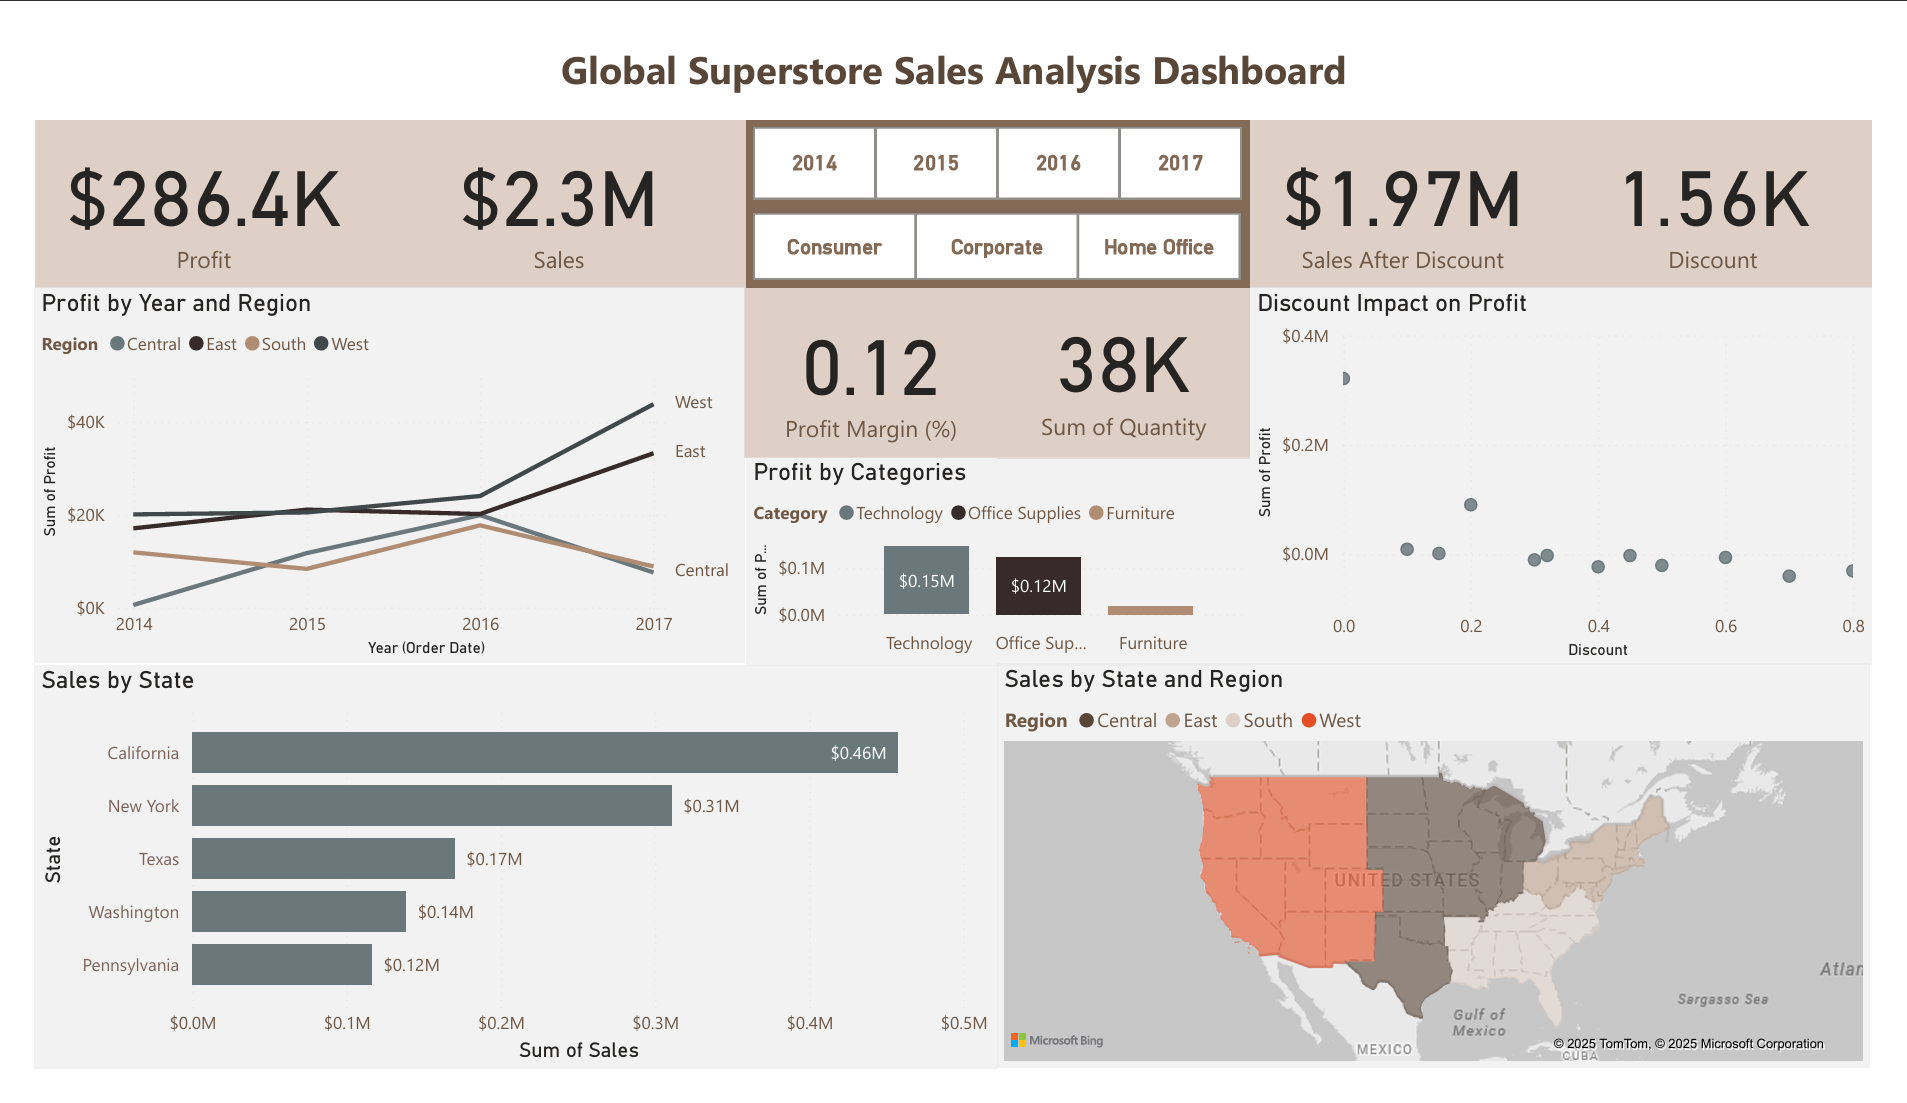 Global Superstore Sales Analysis Dashboard
$286.4K
Profit
$2.3M
Sales
2014 2015 2016 2017
Consumer Corporate Home Office
$1.97M
Sales After Discount
1.56K
Discount
Profit by Year and Region
Region Central East South West
Sum of Profit
$40K
$20K
$0K
West
East
Central
2014 2015 2016 2017
Year (Order Date)
0.12
Profit Margin (%)
38K
Sum of Quantity
Profit by Categories
Category Technology Office Supplies Furniture
Sum of P...
$0.1M
$0.0M
$0.15M
$0.12M
Technology Office Sup... Furniture
Discount Impact on Profit
Sum of Profit
$0.4M
$0.2M
$0.0M
0.0 0.2 0.4 0.6 0.8
Discount
Sales by State
State
California $0.46M
New York $0.31M
Texas $0.17M
Washington $0.14M
Pennsylvania $0.12M
$0.0M $0.1M $0.2M $0.3M $0.4M $0.5M
Sum of Sales
Sales by State and Region
Region Central East South West
UNITED STATES
Atlan
Sargasso Sea
Gulf of
Mexico
Microsoft Bing
MEXICO
© 2025 TomTom, © 2025 Microsoft Corporation
CUBA